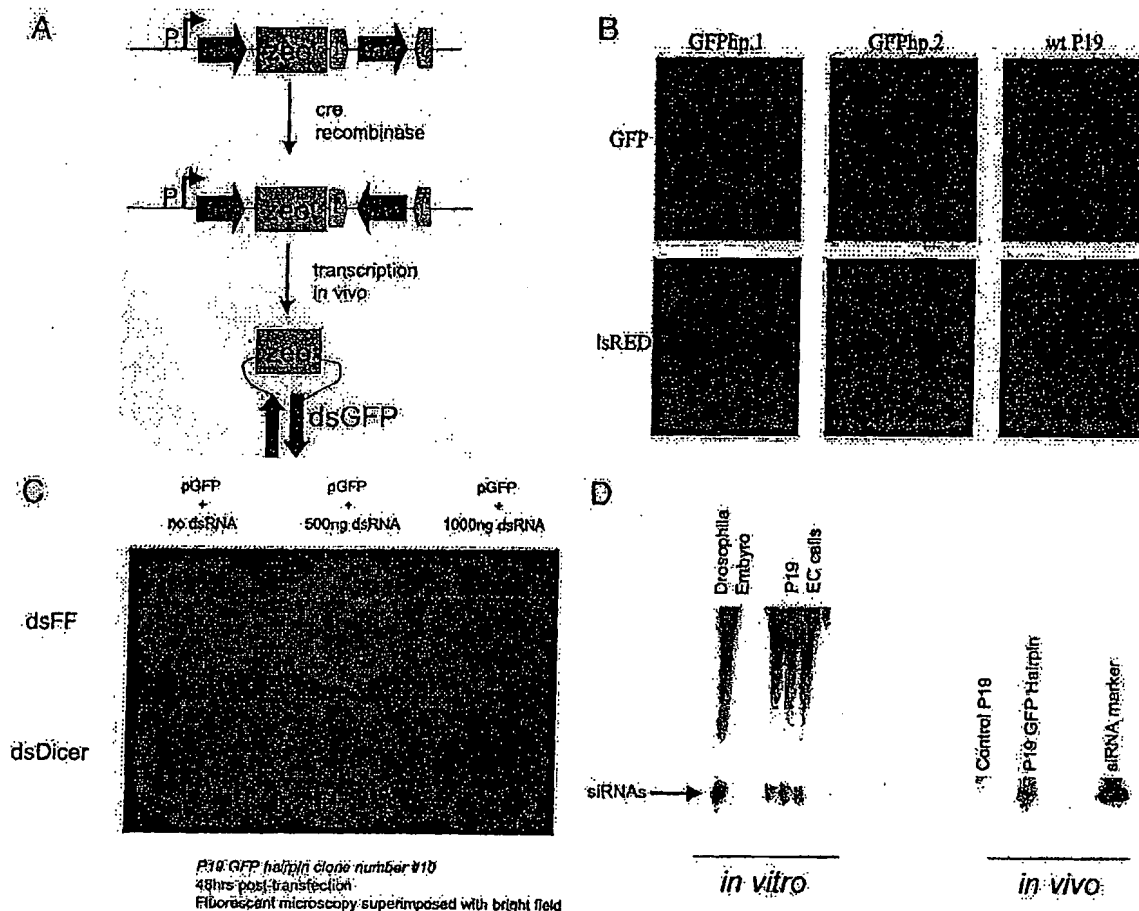 A
P
zeo
cre
recombinase
P
zeo
transcription
in vivo
zeo
dsGFP
B
GFPhp.1 GFPhp.2 wt P19
GFP
lsRED
C
pGFP
+
no dsRNA
pGFP
+
500ng dsRNA
pGFP
+
1000ng dsRNA
dsFF
dsDicer
P19 GFP hairpin clone number #10
48hrs post-transfection
Fluorescent microscopy superimposed with bright field
D
Drosophila
Embyro
P19
EC cells
siRNAs
Control P19
P19 GFP Hairpin
siRNA marker
in vitro
in vivo